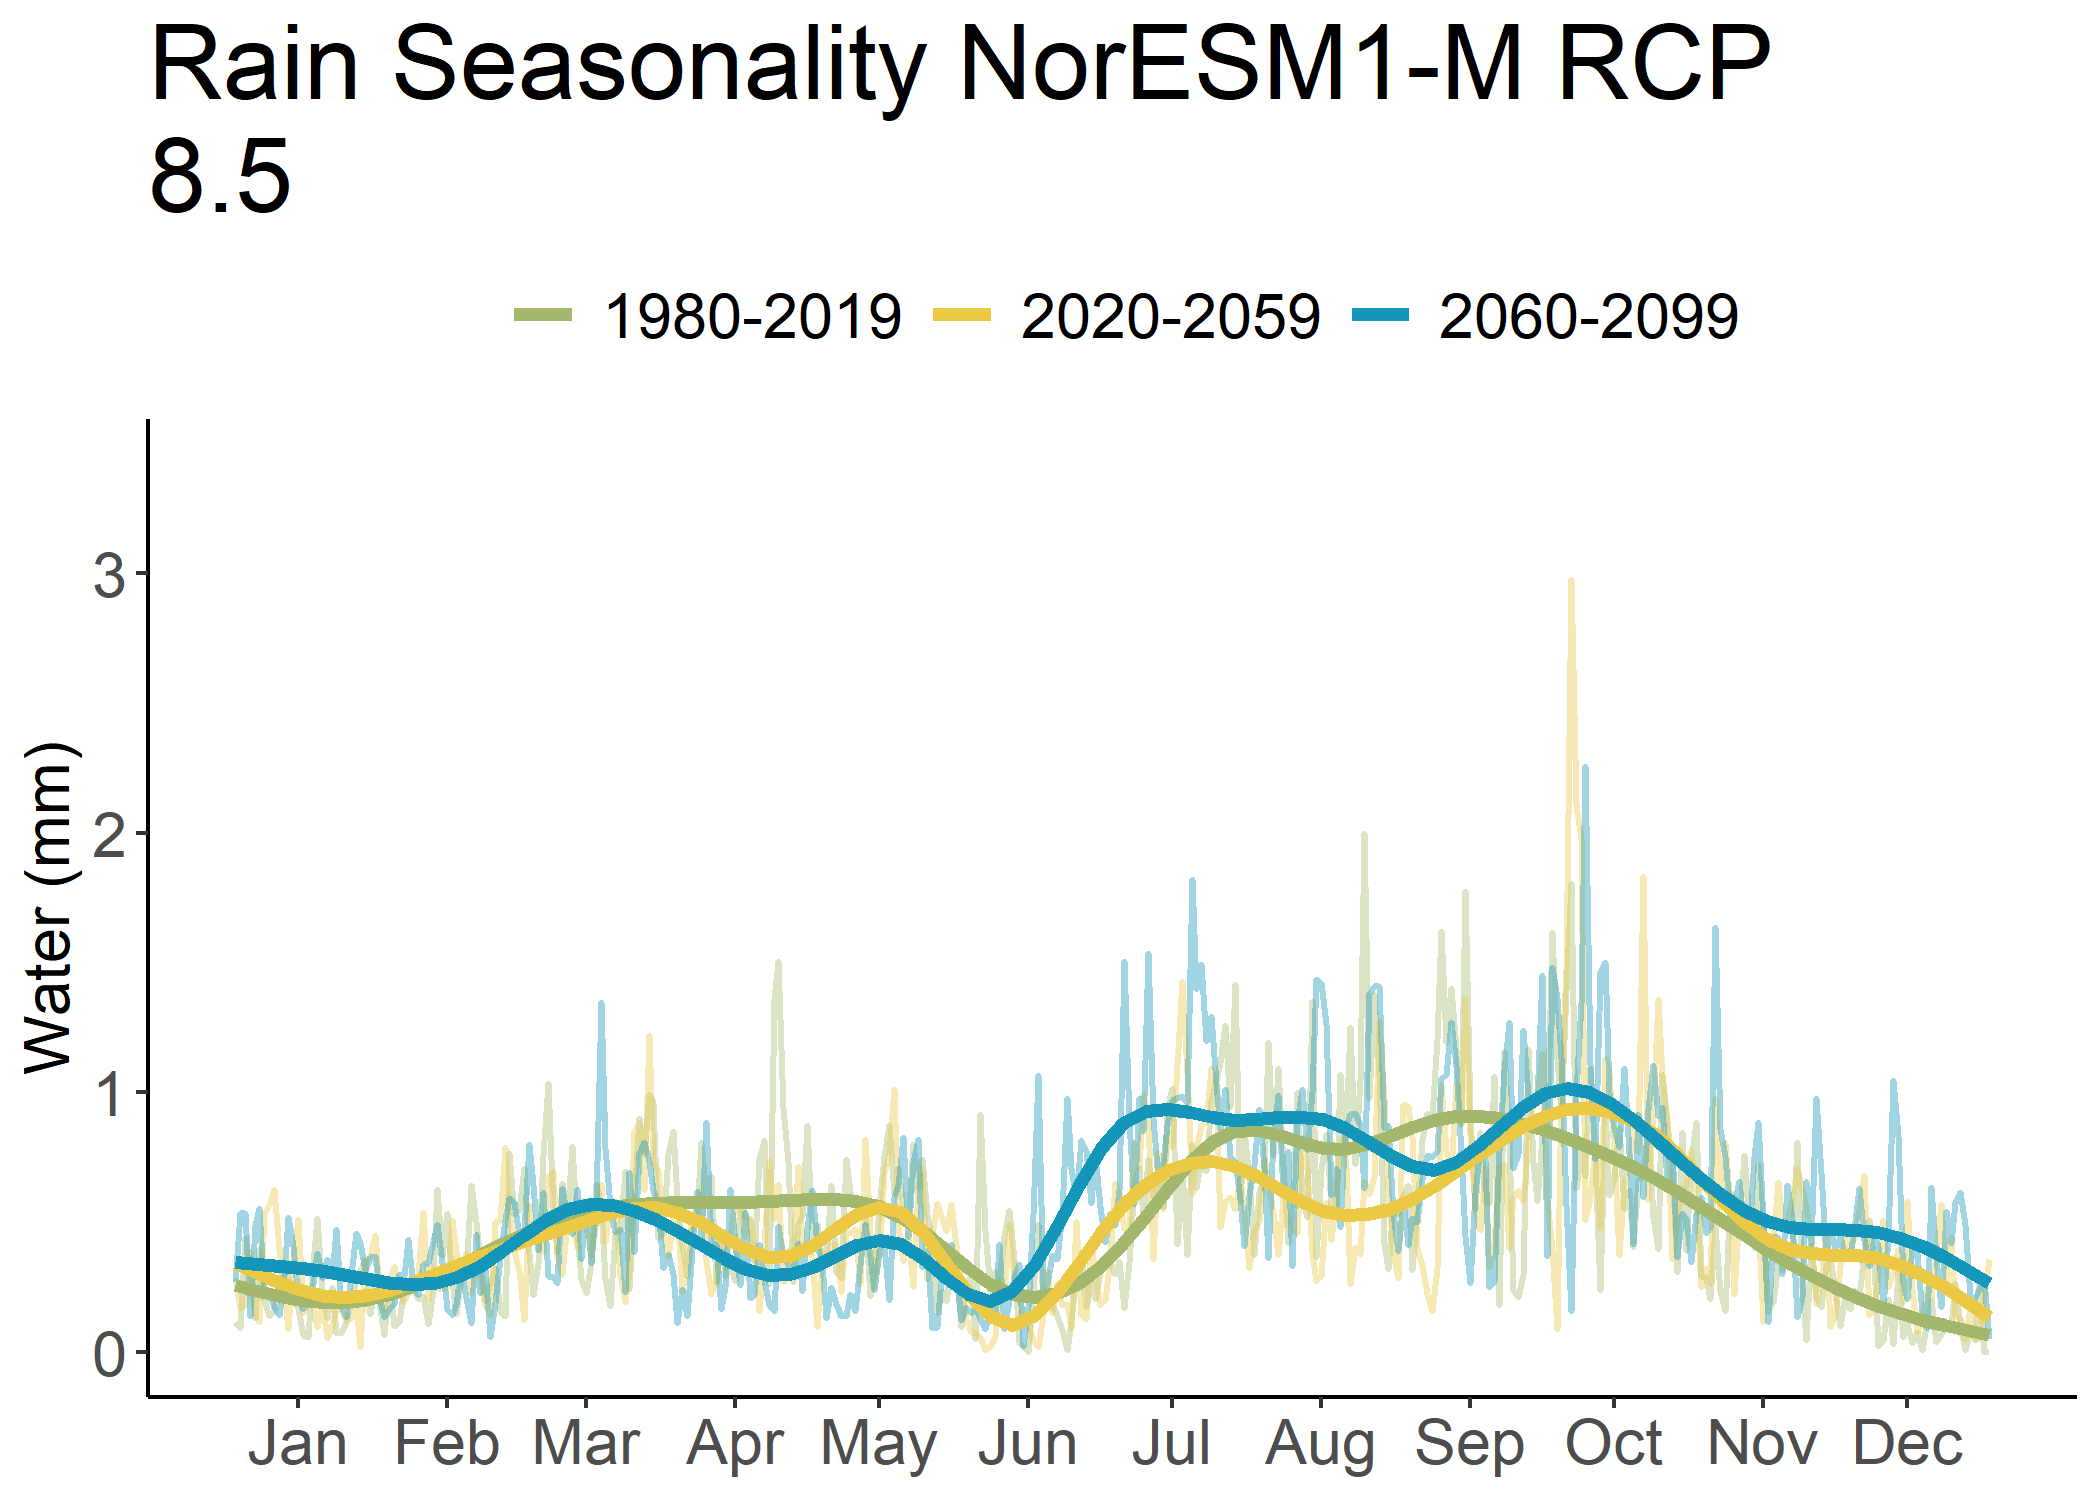 Rain Seasonality NorESM1-M RCP
8.5
1980-2019 2020-2059 2060-2099
Water (mm)
3
2
1
0
Jan Feb Mar Apr May Jun Jul Aug Sep Oct Nov Dec